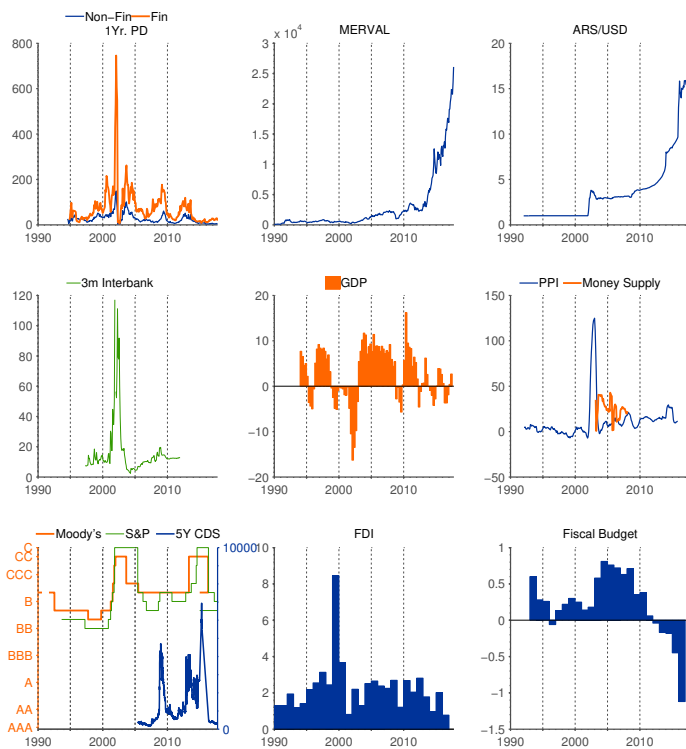 Non-Fin Fin
1Yr. PD
800
600
400
200
0
1990 2000 2010
MERVAL
3 x 10⁴
2.5
2
1.5
1
0.5
0
1990 2000 2010
ARS/USD
20
15
10
5
0
1990 2000 2010
3m Interbank
120
100
80
60
40
20
0
1990 2000 2010
GDP
20
10
0
-10
-20
1990 2000 2010
PPI Money Supply
150
100
50
0
-50
1990 2000 2010
Moody's S&P 5Y CDS
C
CC
CCC
B
BB
BBB
A
AA
AAA
10000
0
1990 2000 2010
FDI
10
8
6
4
2
0
1990 2000 2010
Fiscal Budget
1
0.5
0
-0.5
-1
-1.5
1990 2000 2010